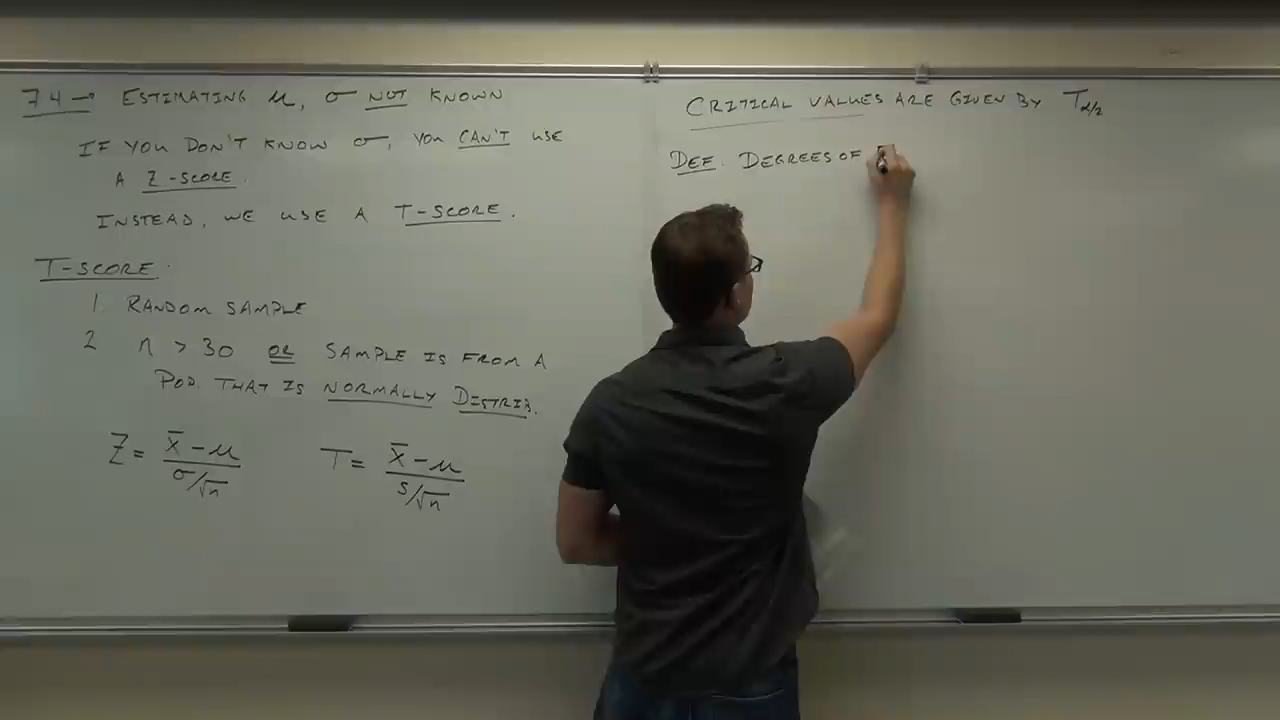 7.4 → ESTIMATING μ, σ NOT KNOWN
IF YOU DON'T KNOW σ, YOU CAN'T USE
A Z-SCORE.
INSTEAD, WE USE A T-SCORE.
T-SCORE:
1. RANDOM SAMPLE
2 n > 30 OR SAMPLE IS FROM A
POP. THAT IS NORMALLY DISTRIB.
Z = (x̄ - μ) / (σ/√n) T = (x̄ - μ) / (s/√n)
CRITICAL VALUES ARE GIVEN BY T α/2
DEF. DEGREES OF